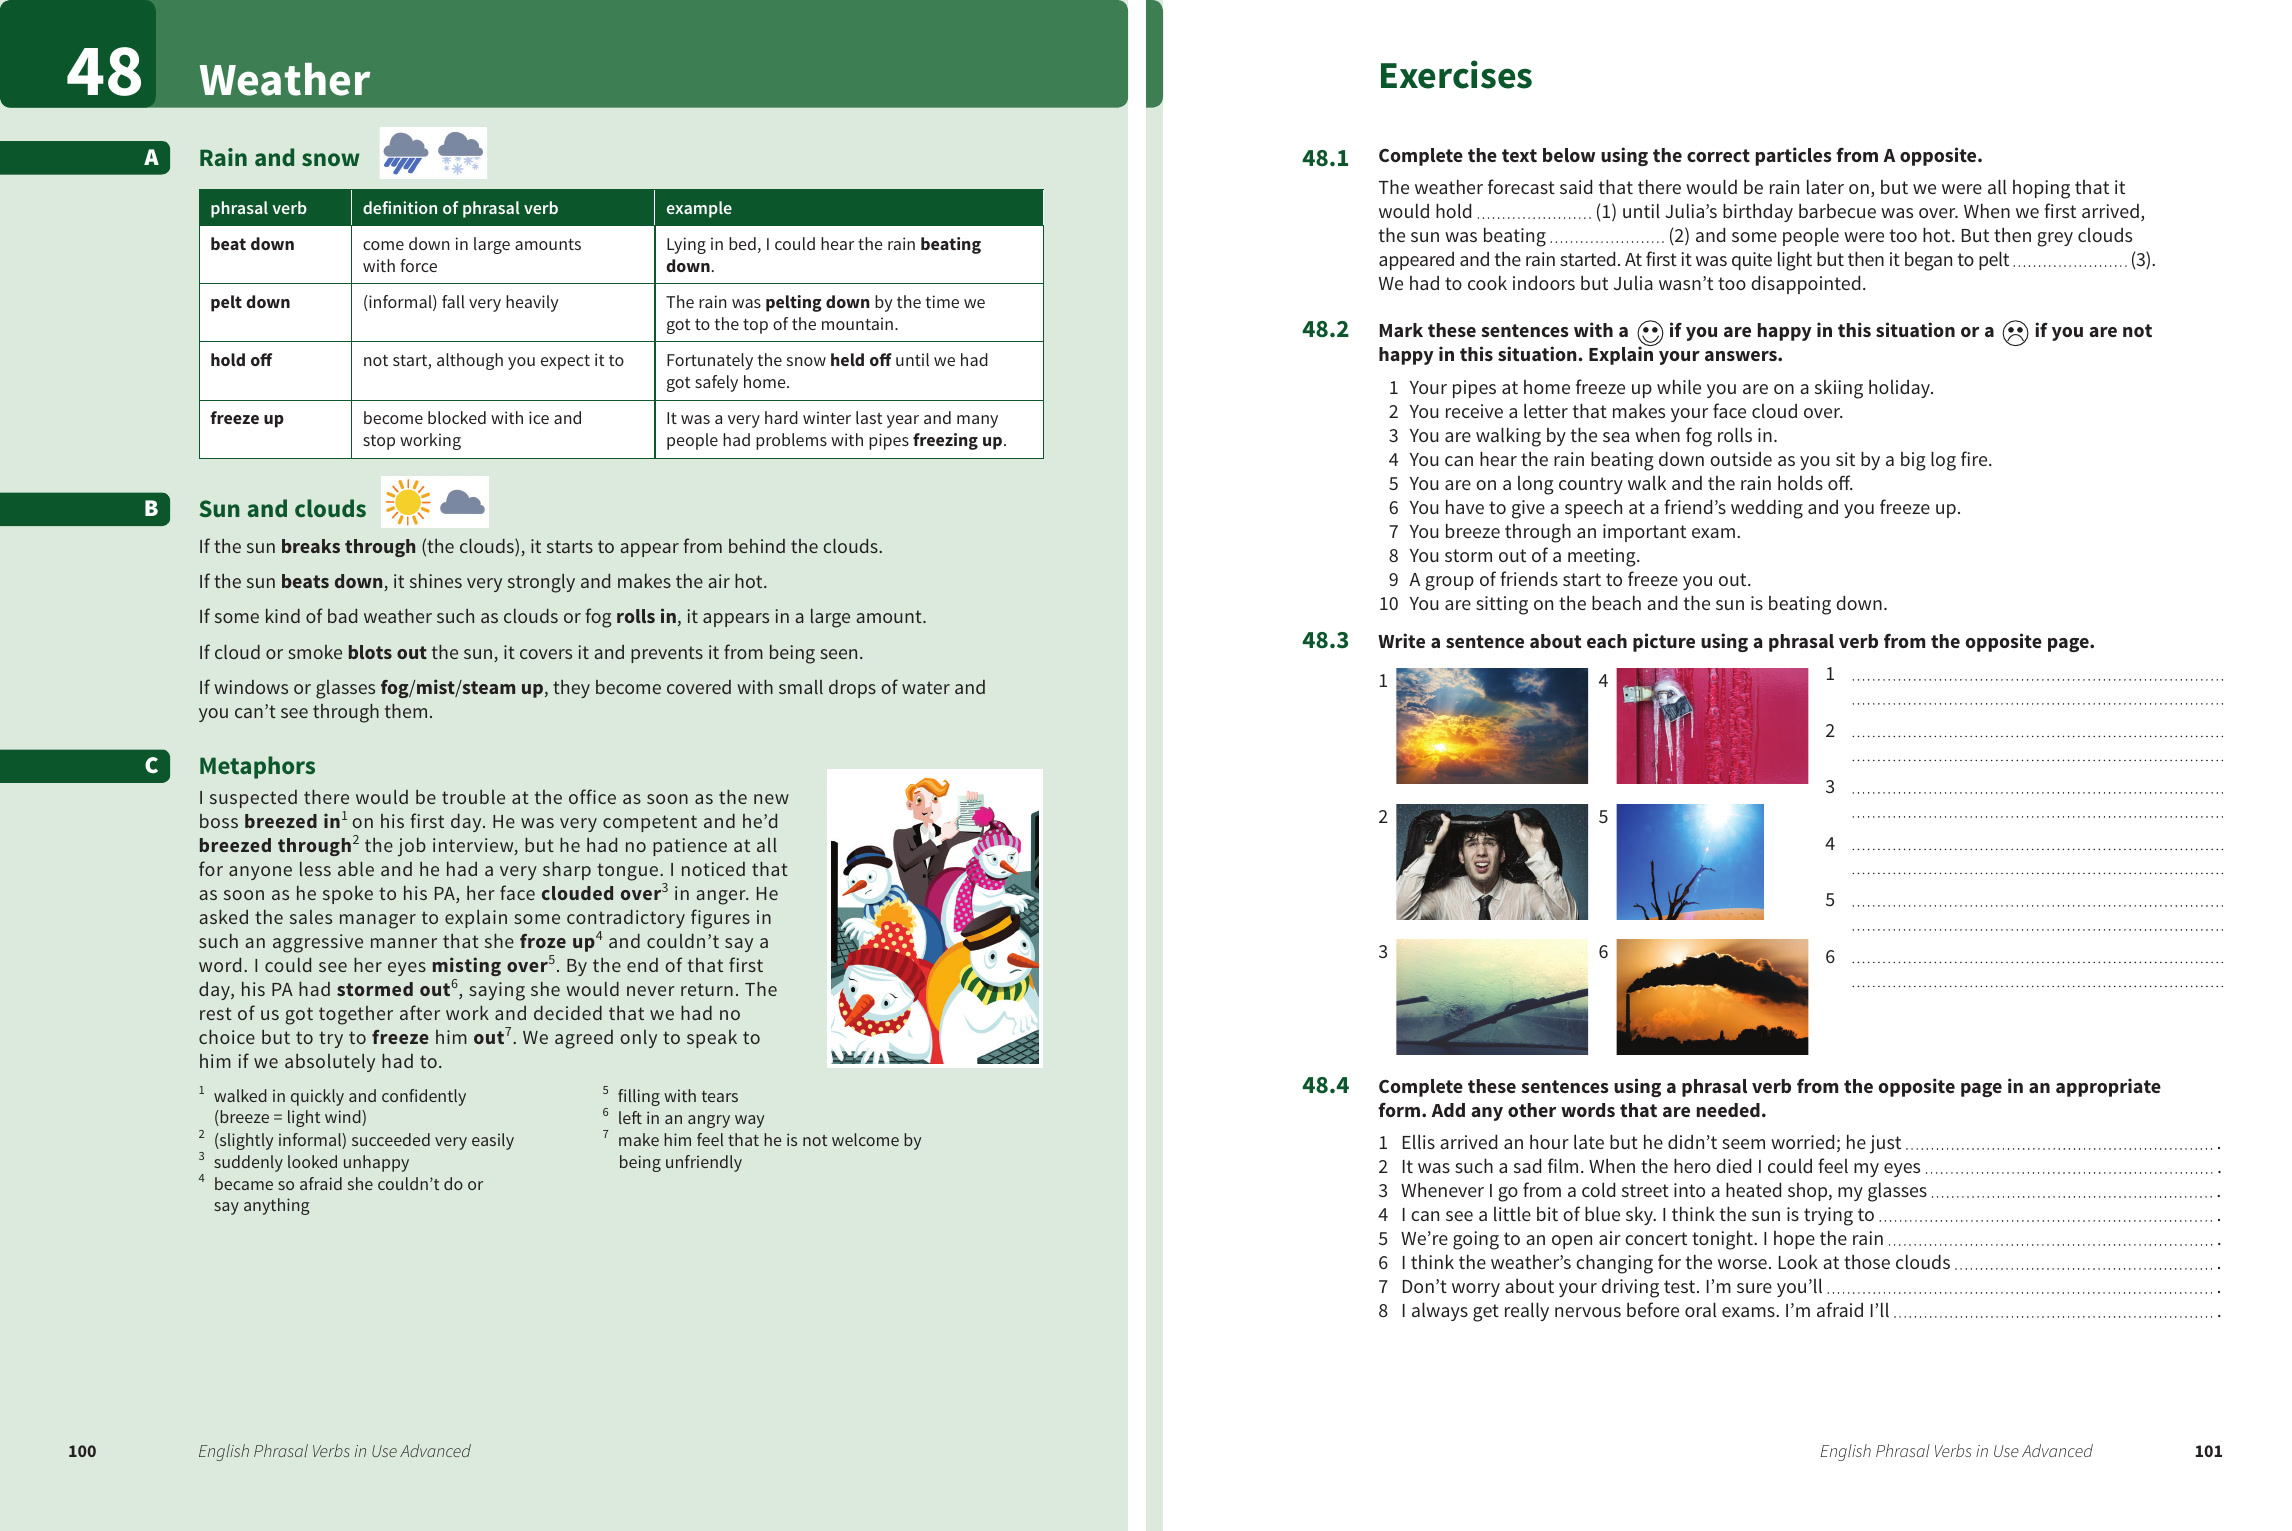 48
Weather
A
Rain and snow
phrasal verb definition of phrasal verb example
beat down come down in large amounts with force Lying in bed, I could hear the rain beating down.
pelt down (informal) fall very heavily The rain was pelting down by the time we got to the top of the mountain.
hold off not start, although you expect it to Fortunately the snow held off until we had got safely home.
freeze up become blocked with ice and stop working It was a very hard winter last year and many people had problems with pipes freezing up.
B
Sun and clouds
If the sun breaks through (the clouds), it starts to appear from behind the clouds.
If the sun beats down, it shines very strongly and makes the air hot.
If some kind of bad weather such as clouds or fog rolls in, it appears in a large amount.
If cloud or smoke blots out the sun, it covers it and prevents it from being seen.
If windows or glasses fog/mist/steam up, they become covered with small drops of water and
you can't see through them.
C
Metaphors
I suspected there would be trouble at the office as soon as the new
boss breezed in1 on his first day. He was very competent and he'd
breezed through2 the job interview, but he had no patience at all
for anyone less able and he had a very sharp tongue. I noticed that
as soon as he spoke to his PA, her face clouded over3 in anger. He
asked the sales manager to explain some contradictory figures in
such an aggressive manner that she froze up4 and couldn't say a
word. I could see her eyes misting over5. By the end of that first
day, his PA had stormed out6, saying she would never return. The
rest of us got together after work and decided that we had no
choice but to try to freeze him out7. We agreed only to speak to
him if we absolutely had to.
1 walked in quickly and confidently
(breeze = light wind)
2 (slightly informal) succeeded very easily
3 suddenly looked unhappy
4 became so afraid she couldn't do or
say anything
5 filling with tears
6 left in an angry way
7 make him feel that he is not welcome by
being unfriendly
100 English Phrasal Verbs in Use Advanced
Exercises
48.1 Complete the text below using the correct particles from A opposite.
The weather forecast said that there would be rain later on, but we were all hoping that it
would hold ....................... (1) until Julia's birthday barbecue was over. When we first arrived,
the sun was beating ....................... (2) and some people were too hot. But then grey clouds
appeared and the rain started. At first it was quite light but then it began to pelt ....................... (3).
We had to cook indoors but Julia wasn't too disappointed.
48.2 Mark these sentences with a ☺ if you are happy in this situation or a ☹ if you are not
happy in this situation. Explain your answers.
1 Your pipes at home freeze up while you are on a skiing holiday.
2 You receive a letter that makes your face cloud over.
3 You are walking by the sea when fog rolls in.
4 You can hear the rain beating down outside as you sit by a big log fire.
5 You are on a long country walk and the rain holds off.
6 You have to give a speech at a friend's wedding and you freeze up.
7 You breeze through an important exam.
8 You storm out of a meeting.
9 A group of friends start to freeze you out.
10 You are sitting on the beach and the sun is beating down.
48.3 Write a sentence about each picture using a phrasal verb from the opposite page.
1
2
3
4
5
6
1
2
3
4
5
6
48.4 Complete these sentences using a phrasal verb from the opposite page in an appropriate
form. Add any other words that are needed.
1 Ellis arrived an hour late but he didn't seem worried; he just ....................... .
2 It was such a sad film. When the hero died I could feel my eyes ....................... .
3 Whenever I go from a cold street into a heated shop, my glasses ....................... .
4 I can see a little bit of blue sky. I think the sun is trying to ....................... .
5 We're going to an open air concert tonight. I hope the rain ....................... .
6 I think the weather's changing for the worse. Look at those clouds ....................... .
7 Don't worry about your driving test. I'm sure you'll ....................... .
8 I always get really nervous before oral exams. I'm afraid I'll ....................... .
English Phrasal Verbs in Use Advanced 101